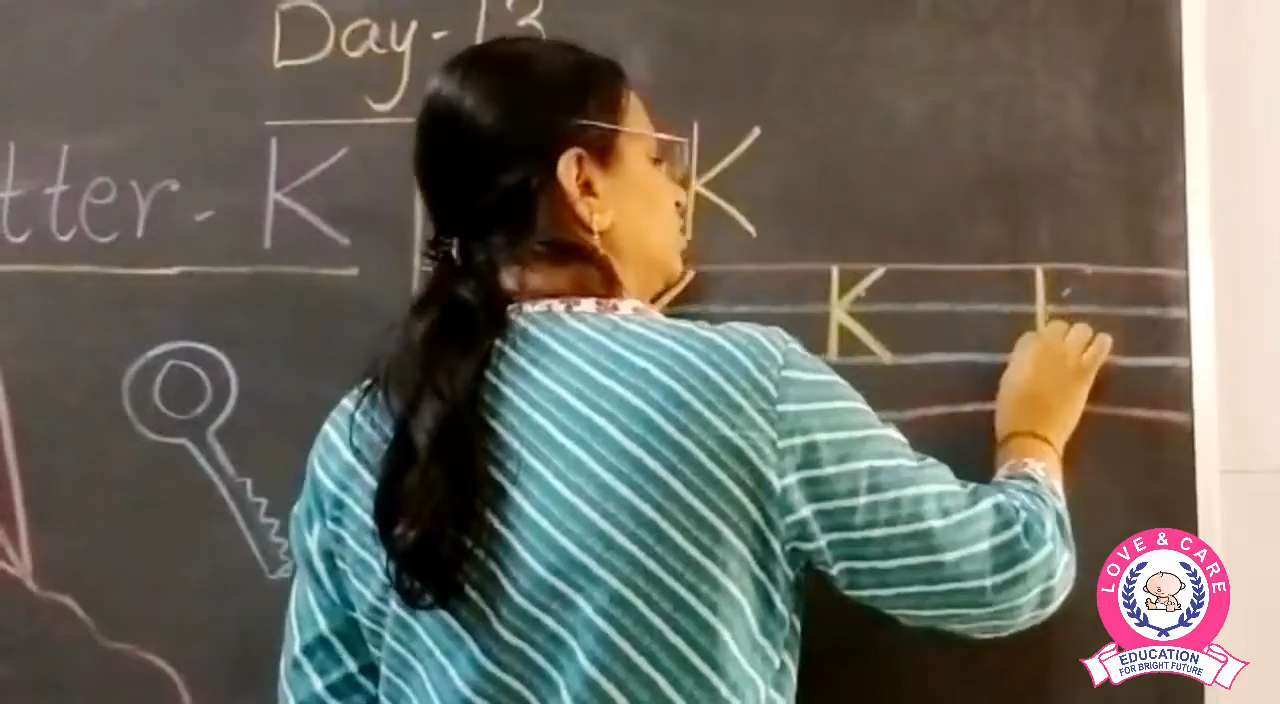 Day-13
tter-K
K
K
LOVE & CARE
EDUCATION
FOR BRIGHT FUTURE